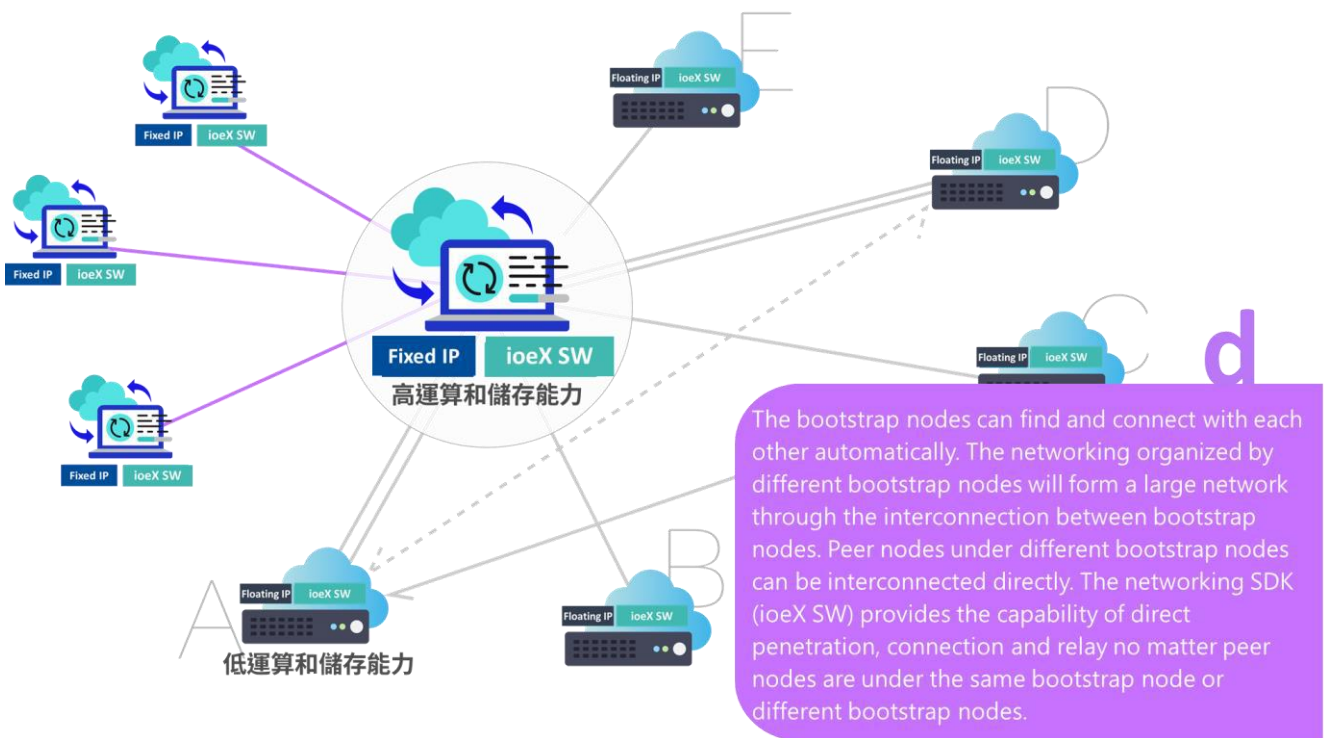 E
Floating IP ioeX SW
Fixed IP ioeX SW
D
Floating IP ioeX SW
Fixed IP ioeX SW
C
d
Floating IP ioeX SW
Fixed IP ioeX SW
高運算和儲存能力
Fixed IP ioeX SW
The bootstrap nodes can find and connect with each
other automatically. The networking organized by
different bootstrap nodes will form a large network
through the interconnection between bootstrap
nodes. Peer nodes under different bootstrap nodes
can be interconnected directly. The networking SDK
(ioeX SW) provides the capability of direct
penetration, connection and relay no matter peer
nodes are under the same bootstrap node or
different bootstrap nodes.
A
Floating IP ioeX SW
低運算和儲存能力
B
Floating IP ioeX SW